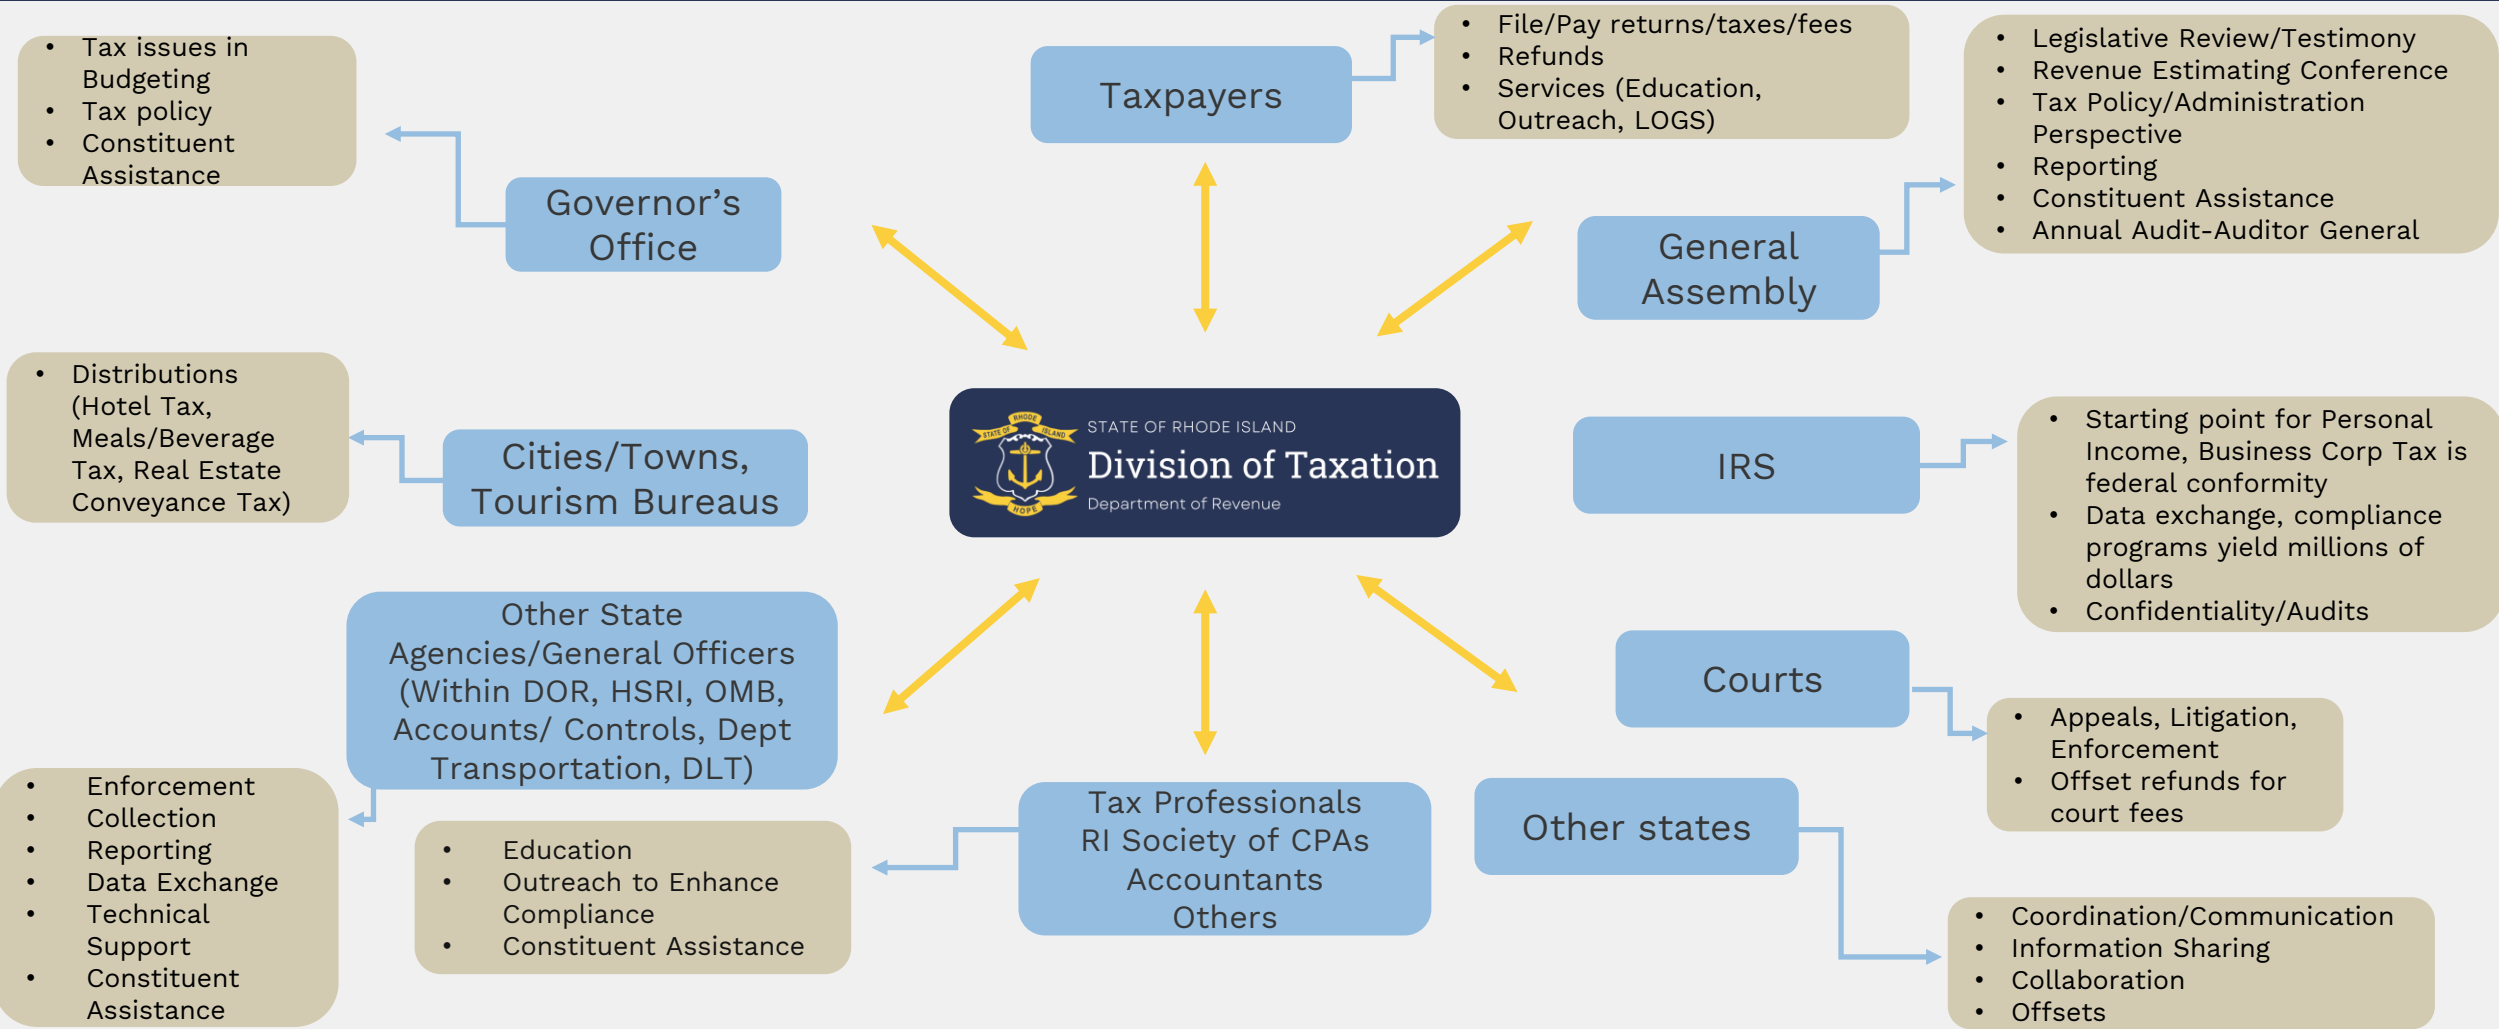 • Tax issues in
Budgeting
• Tax policy
• Constituent
Assistance
Governor’s
Office
Taxpayers
• File/Pay returns/taxes/fees
• Refunds
• Services (Education,
Outreach, LOGS)
General
Assembly
• Legislative Review/Testimony
• Revenue Estimating Conference
• Tax Policy/Administration
Perspective
• Reporting
• Constituent Assistance
• Annual Audit-Auditor General
• Distributions
(Hotel Tax,
Meals/Beverage
Tax, Real Estate
Conveyance Tax)
Cities/Towns,
Tourism Bureaus
RHODE
STATE OF
ISLAND
HOPE
STATE OF RHODE ISLAND
Division of Taxation
Department of Revenue
IRS
• Starting point for Personal
Income, Business Corp Tax is
federal conformity
• Data exchange, compliance
programs yield millions of
dollars
• Confidentiality/Audits
Other State
Agencies/General Officers
(Within DOR, HSRI, OMB,
Accounts/ Controls, Dept
Transportation, DLT)
• Enforcement
• Collection
• Reporting
• Data Exchange
• Technical
Support
• Constituent
Assistance
• Education
• Outreach to Enhance
Compliance
• Constituent Assistance
Tax Professionals
RI Society of CPAs
Accountants
Others
Courts
• Appeals, Litigation,
Enforcement
• Offset refunds for
court fees
Other states
• Coordination/Communication
• Information Sharing
• Collaboration
• Offsets